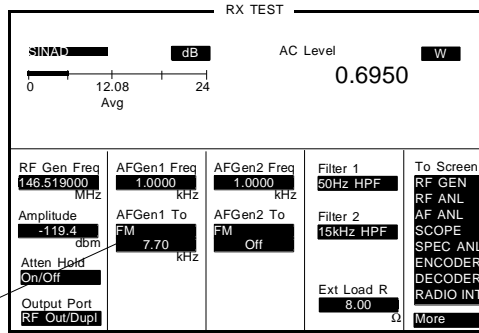 RX TEST
SINAD dB AC Level W
0.6950
0 12.08 24
Avg
RF Gen Freq AFGen1 Freq AFGen2 Freq Filter 1 To Screen
146.519000 1.0000 1.0000 50Hz HPF RF GEN
MHz kHz kHz RF ANL
Amplitude AFGen1 To AFGen2 To Filter 2 AF ANL
-119.4 FM FM 15kHz HPF SCOPE
dbm 7.70 Off SPEC ANL
kHz
Atten Hold ENCODER
On/Off DECODER
Ext Load R RADIO INT
Output Port 8.00
RF Out/Dupl Ω More